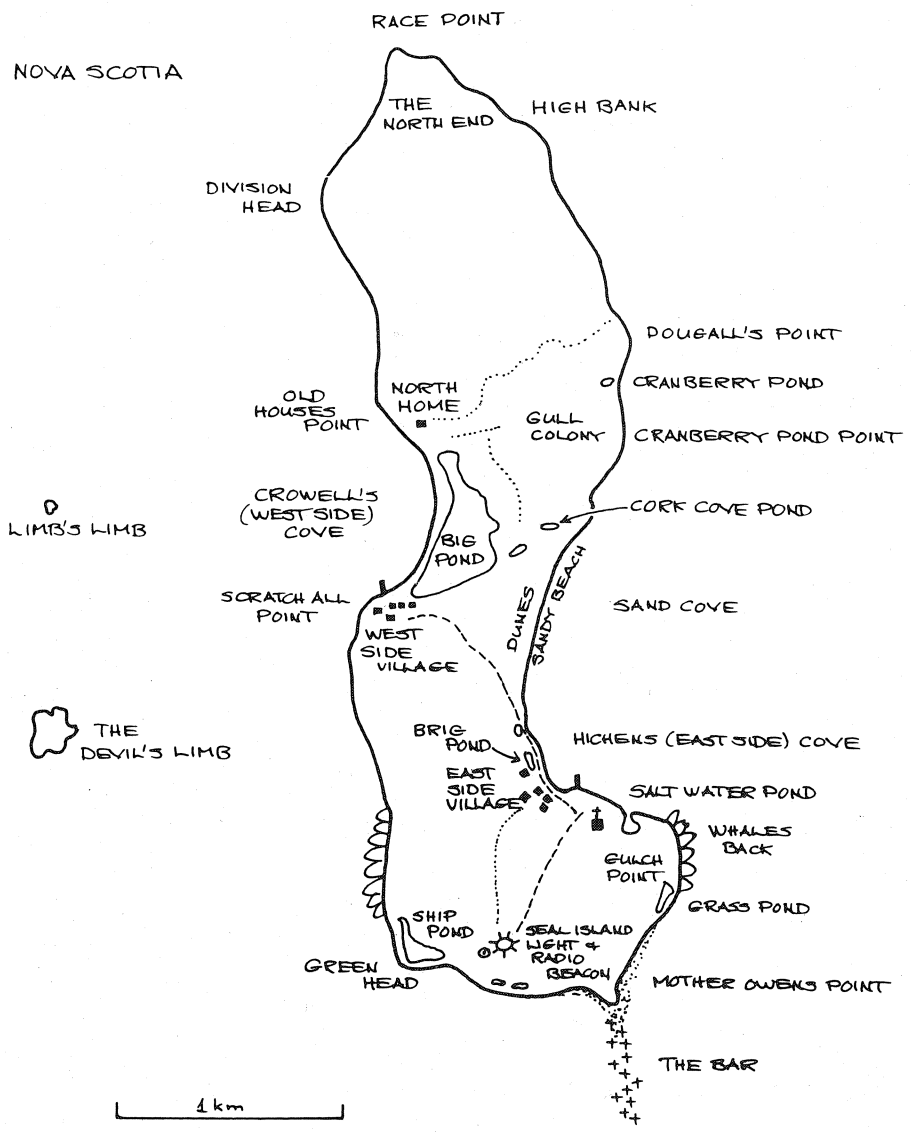 RACE POINT
NOVA SCOTIA
THE
NORTH END
HIGH BANK
DIVISION
HEAD
DOUGALL'S POINT
CRANBERRY POND
NORTH
HOME
OLD
HOUSES
POINT
GULL
COLONY
CRANBERRY POND POINT
CROWELL'S
(WEST SIDE)
COVE
LIMB'S LIMB
CORK COVE POND
BIG
POND
DUNES
SANDY BEACH
SAND COVE
SCRATCH ALL
POINT
WEST
SIDE
VILLAGE
THE
DEVIL'S LIMB
BRIG
POND
HICHENS (EAST SIDE) COVE
EAST
SIDE
VILLAGE
SALT WATER POND
WHALES
BACK
GULCH
POINT
GRASS POND
SHIP
POND
SEAL ISLAND
LIGHT &
RADIO
BEACON
GREEN
HEAD
MOTHER OWENS POINT
THE BAR
1 km